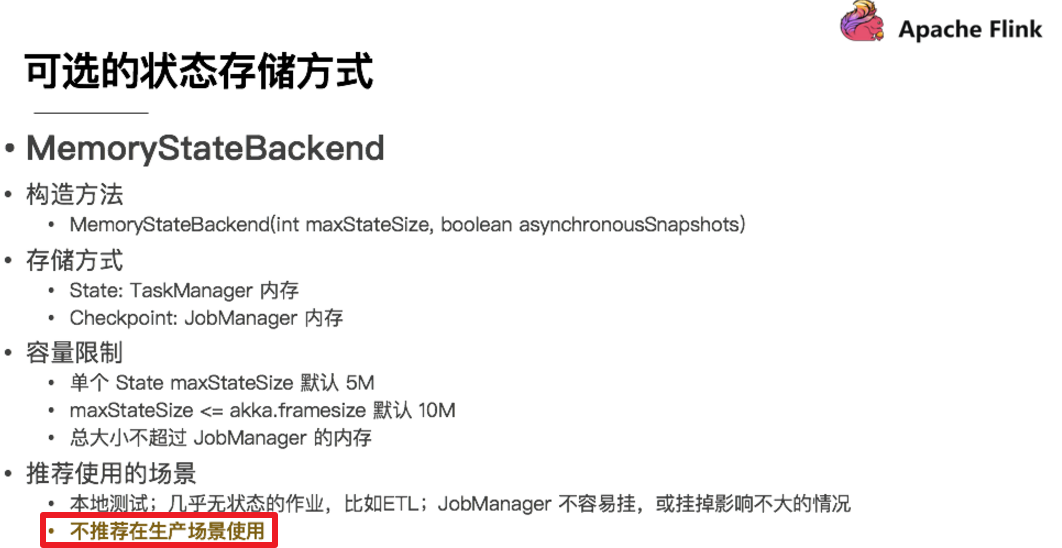 Apache Flink
可选的状态存储方式
• MemoryStateBackend
• 构造方法
• MemoryStateBackend(int maxStateSize, boolean asynchronousSnapshots)
• 存储方式
• State: TaskManager 内存
• Checkpoint: JobManager 内存
• 容量限制
• 单个 State maxStateSize 默认 5M
• maxStateSize <= akka.framesize 默认 10M
• 总大小不超过 JobManager 的内存
• 推荐使用的场景
• 本地测试；几乎无状态的作业，比如ETL；JobManager 不容易挂，或挂掉影响不大的情况
• 不推荐在生产场景使用